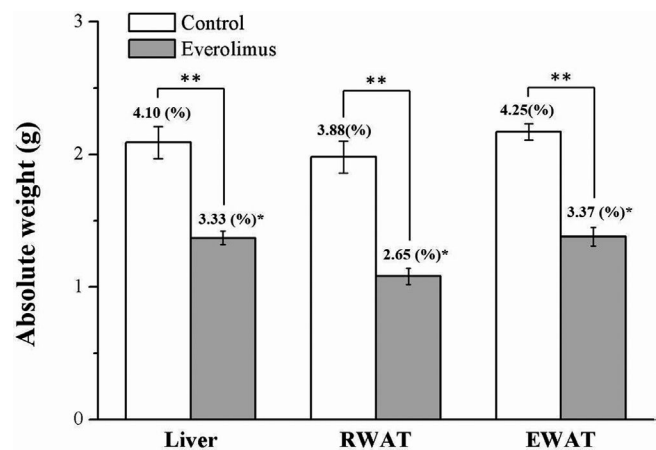 Absolute weight (g)
3
2
1
0
Control
Everolimus
**
**
**
4.10 (%)
3.88(%)
4.25(%)
3.33 (%)*
2.65 (%)*
3.37 (%)*
Liver
RWAT
EWAT